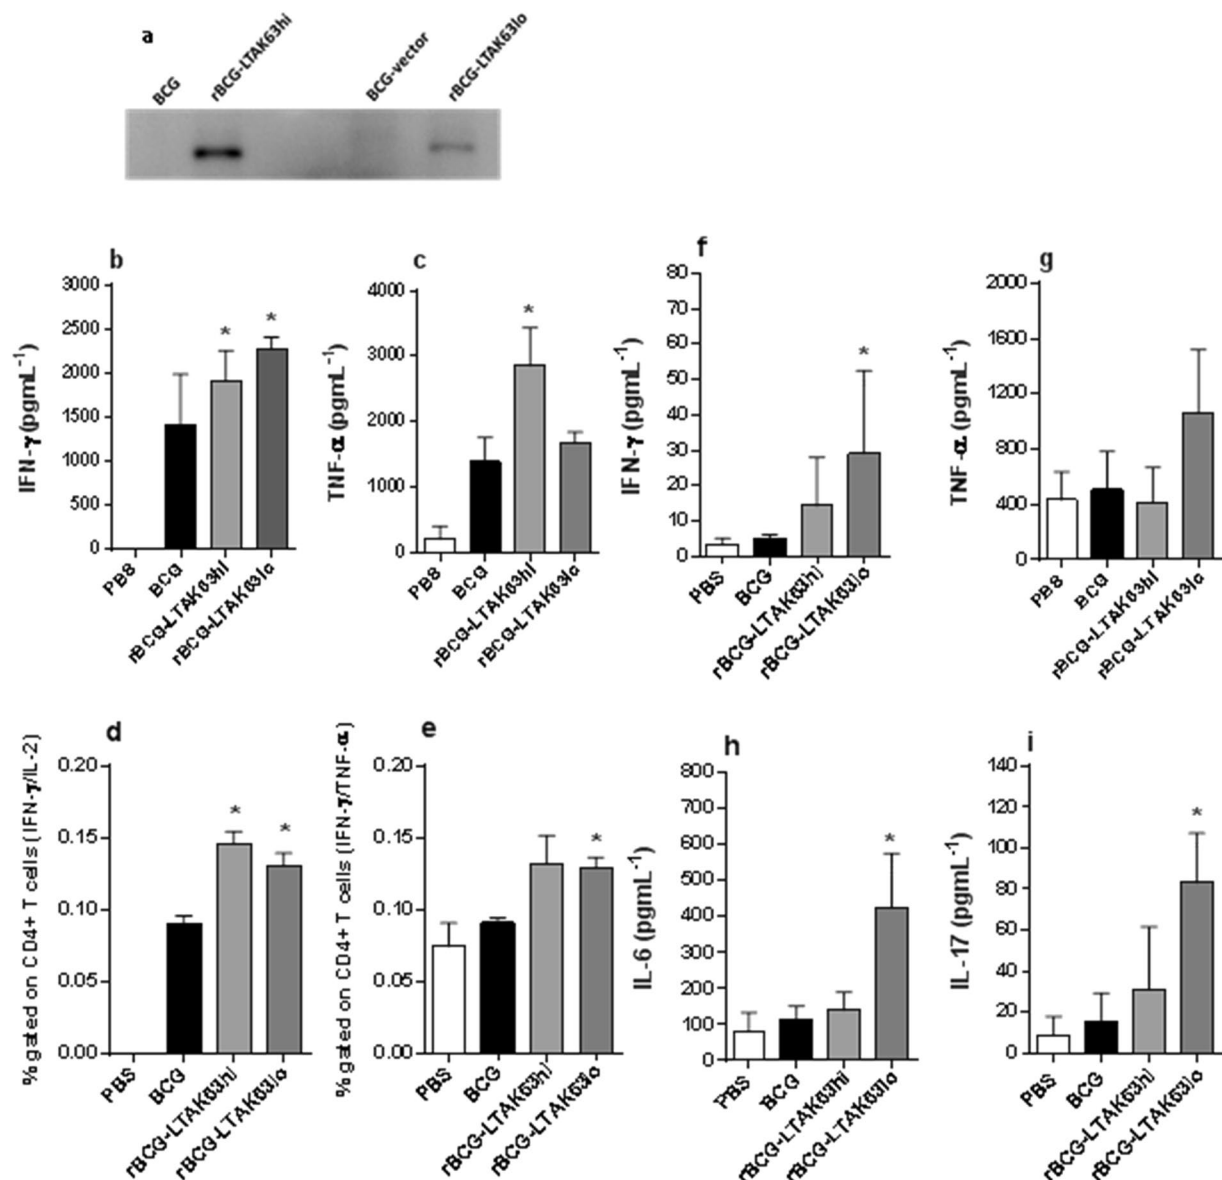 a
BCG
rBCG-LTAK63hi
BCG-vector
rBCG-LTAK63lo
b
IFN-γ (pgmL⁻¹)
3000
2500
2000
1500
1000
500
0
*
*
PBS
BCG
rBCG-LTAK63hi
rBCG-LTAK63lo
c
TNF-α (pgmL⁻¹)
4000
3000
2000
1000
0
*
PBS
BCG
rBCG-LTAK63hi
rBCG-LTAK63lo
f
IFN-γ (pgmL⁻¹)
80
70
60
50
40
30
20
10
0
*
PBS
BCG
rBCG-LTAK63hi
rBCG-LTAK63lo
g
TNF-α (pgmL⁻¹)
2000
1600
1200
800
400
0
PBS
BCG
rBCG-LTAK63hi
rBCG-LTAK63lo
d
%gated on CD4+ T cells (IFN-γ/IL-2)
0.20
0.15
0.10
0.05
0.00
*
*
PBS
BCG
rBCG-LTAK63hi
rBCG-LTAK63lo
e
%gated on CD4+ T cells (IFN-γ/TNF-α)
0.20
0.15
0.10
0.05
0.00
*
PBS
BCG
rBCG-LTAK63hi
rBCG-LTAK63lo
h
IL-6 (pgmL⁻¹)
800
700
600
500
400
300
200
100
0
*
PBS
BCG
rBCG-LTAK63hi
rBCG-LTAK63lo
i
IL-17 (pgmL⁻¹)
140
120
100
80
60
40
20
0
*
PBS
BCG
rBCG-LTAK63hi
rBCG-LTAK63lo